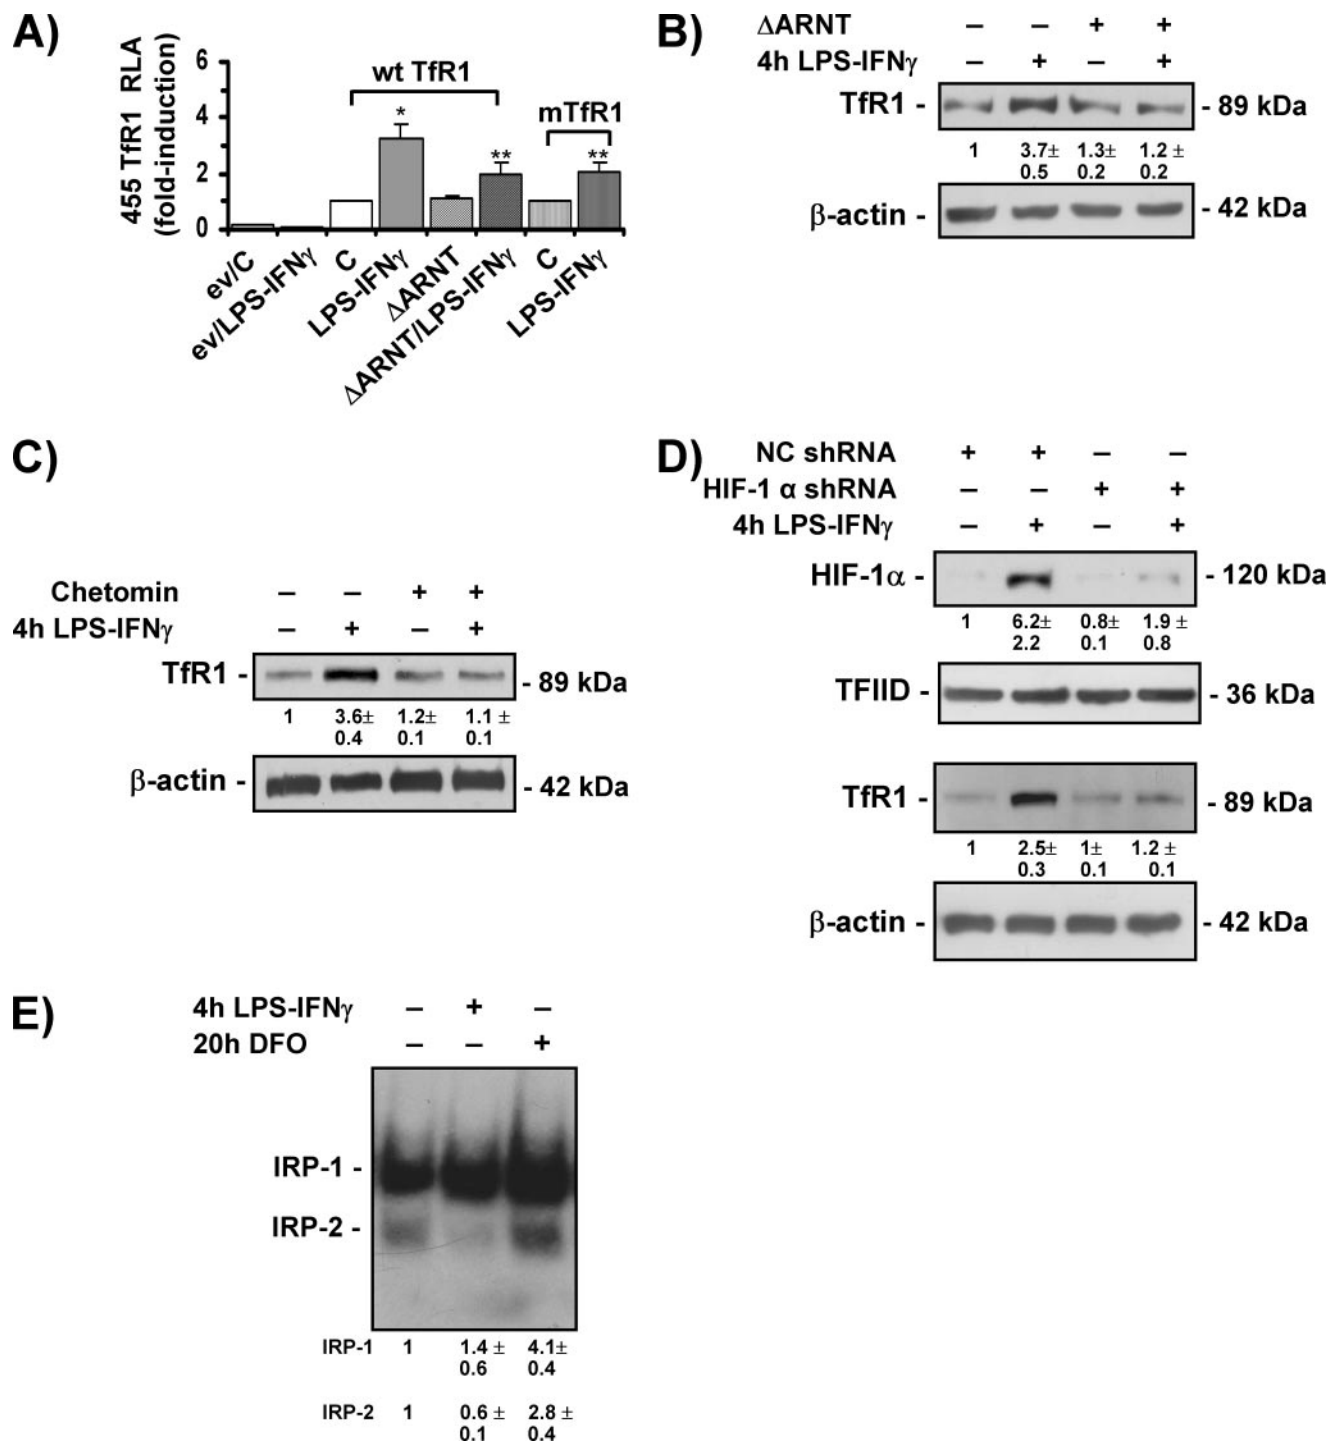 A)
455 TfR1 RLA
(fold-induction)
6
4
2
0
wt TfR1
mTfR1
*
**
**
ev/C
ev/LPS-IFNγ
C
LPS-IFNγ
ΔARNT
ΔARNT/LPS-IFNγ
C
LPS-IFNγ
B)
ΔARNT – – + +
4h LPS-IFNγ – + – +
TfR1 - - 89 kDa
1 3.7± 1.3± 1.2 ±
0.5 0.2 0.2
β-actin - - 42 kDa
C)
Chetomin – – + +
4h LPS-IFNγ – + – +
TfR1 - - 89 kDa
1 3.6± 1.2± 1.1 ±
0.4 0.1 0.1
β-actin - - 42 kDa
D)
NC shRNA + + – –
HIF-1 α shRNA – – + +
4h LPS-IFNγ – + – +
HIF-1α - - 120 kDa
1 6.2± 0.8± 1.9 ±
2.2 0.1 0.8
TFIID - - 36 kDa
TfR1 - - 89 kDa
1 2.5± 1± 1.2 ±
0.3 0.1 0.1
β-actin - - 42 kDa
E)
4h LPS-IFNγ – + –
20h DFO – – +
IRP-1 -
IRP-2 -
IRP-1 1 1.4 ± 4.1±
0.6 0.4
IRP-2 1 0.6 ± 2.8 ±
0.1 0.4